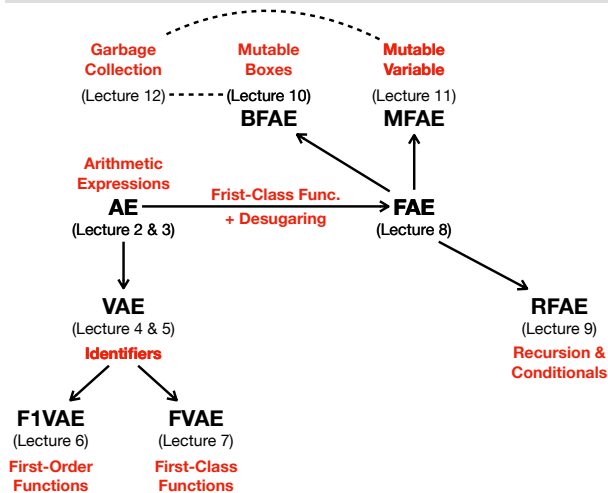 Garbage
Collection
(Lecture 12)
Mutable
Boxes
(Lecture 10)
BFAE
Mutable
Variable
(Lecture 11)
MFAE
Arithmetic
Expressions
AE
(Lecture 2 & 3)
Frist-Class Func.
+ Desugaring
FAE
(Lecture 8)
VAE
(Lecture 4 & 5)
Identifiers
RFAE
(Lecture 9)
Recursion &
Conditionals
F1VAE
(Lecture 6)
First-Order
Functions
FVAE
(Lecture 7)
First-Class
Functions